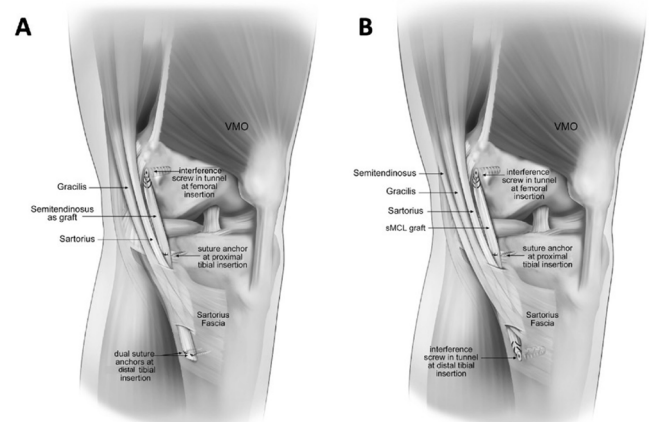 A
VMO
interference
screw in tunnel
at femoral
insertion
Gracilis
Semitendinosus
as graft
Sartorius
suture anchor
at proximal
tibial insertion
Sartorius
Fascia
dual suture
anchors at
distal tibial
insertion
B
VMO
interference
screw in tunnel
at femoral
insertion
Semitendinosus
Gracilis
Sartorius
sMCL graft
suture anchor
at proximal
tibial insertion
Sartorius
Fascia
interference
screw in tunnel
at distal tibial
insertion